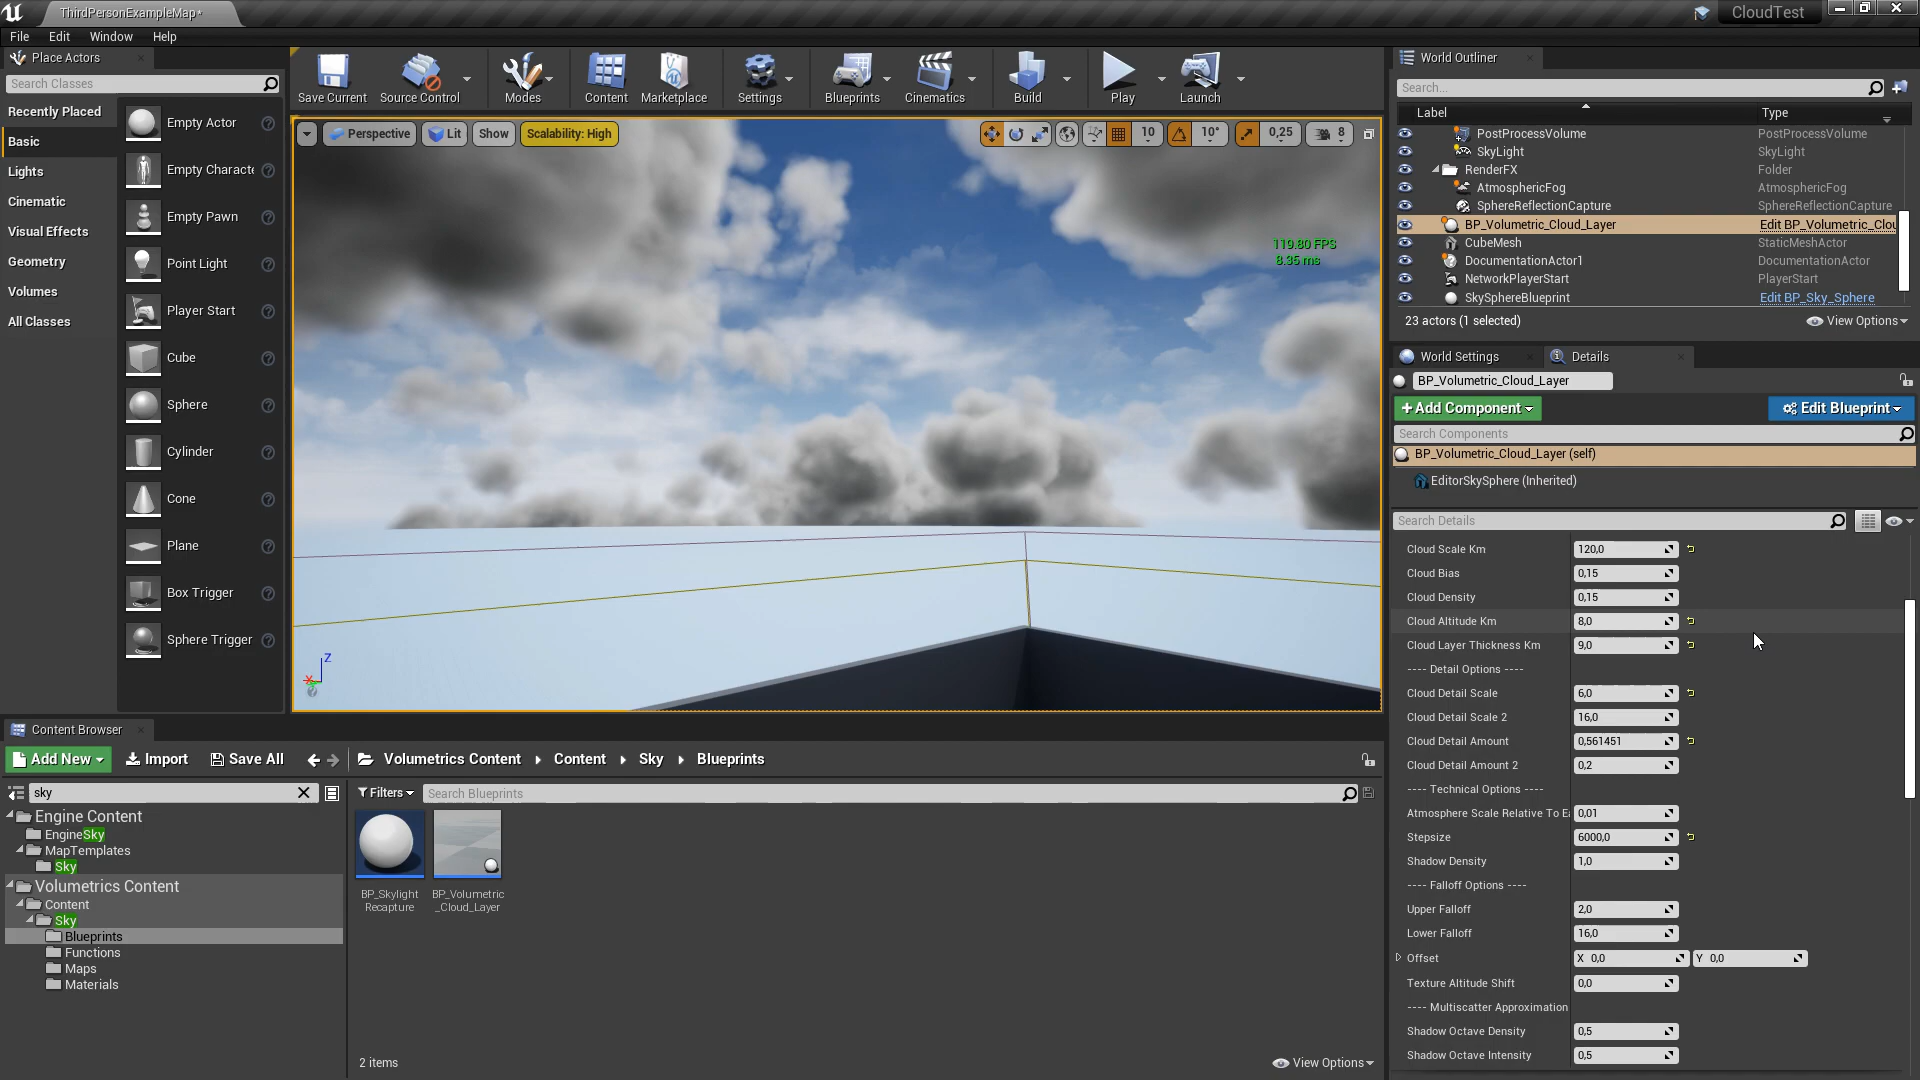 ThirdPersonExampleMap*
CloudTest
File Edit Window Help
Place Actors
Search Classes
Recently Placed
Basic
Lights
Cinematic
Visual Effects
Geometry
Volumes
All Classes
Empty Actor
Empty Characte
Empty Pawn
Point Light
Player Start
Cube
Sphere
Cylinder
Cone
Plane
Box Trigger
Sphere Trigger
Save Current Source Control Modes Content Marketplace Settings Blueprints Cinematics Build Play Launch
Perspective Lit Show Scalability: High 10 10° 0,25 8
119.80 FPS
8.35 ms
Z
X
World Outliner
Search...
Label Type
PostProcessVolume PostProcessVolume
SkyLight SkyLight
RenderFX Folder
AtmosphericFog AtmosphericFog
SphereReflectionCapture SphereReflectionCapture
BP_Volumetric_Cloud_Layer Edit BP_Volumetric_Clou
CubeMesh StaticMeshActor
DocumentationActor1 DocumentationActor
NetworkPlayerStart PlayerStart
SkySphereBlueprint Edit BP_Sky_Sphere
23 actors (1 selected) View Options
World Settings Details
BP_Volumetric_Cloud_Layer
+Add Component Edit Blueprint
Search Components
BP_Volumetric_Cloud_Layer (self)
EditorSkySphere (Inherited)
Search Details
Cloud Scale Km 120,0
Cloud Bias 0,15
Cloud Density 0,15
Cloud Altitude Km 8,0
Cloud Layer Thickness Km 9,0
---- Detail Options ----
Cloud Detail Scale 6,0
Cloud Detail Scale 2 16,0
Cloud Detail Amount 0,561451
Cloud Detail Amount 2 0,2
---- Technical Options ----
Atmosphere Scale Relative To Ea 0,01
Stepsize 6000,0
Shadow Density 1,0
---- Falloff Options ----
Upper Falloff 2,0
Lower Falloff 16,0
Offset X 0,0 Y 0,0
Texture Altitude Shift 0,0
---- Multiscatter Approximation
Shadow Octave Density 0,5
Shadow Octave Intensity 0,5
Content Browser
Add New Import Save All Volumetrics Content Content Sky Blueprints
sky
Filters Search Blueprints
Engine Content
EngineSky
MapTemplates
Sky
Volumetrics Content
Content
Sky
Blueprints
Functions
Maps
Materials
BP_Skylight
Recapture
BP_Volumetric
_Cloud_Layer
2 items View Options